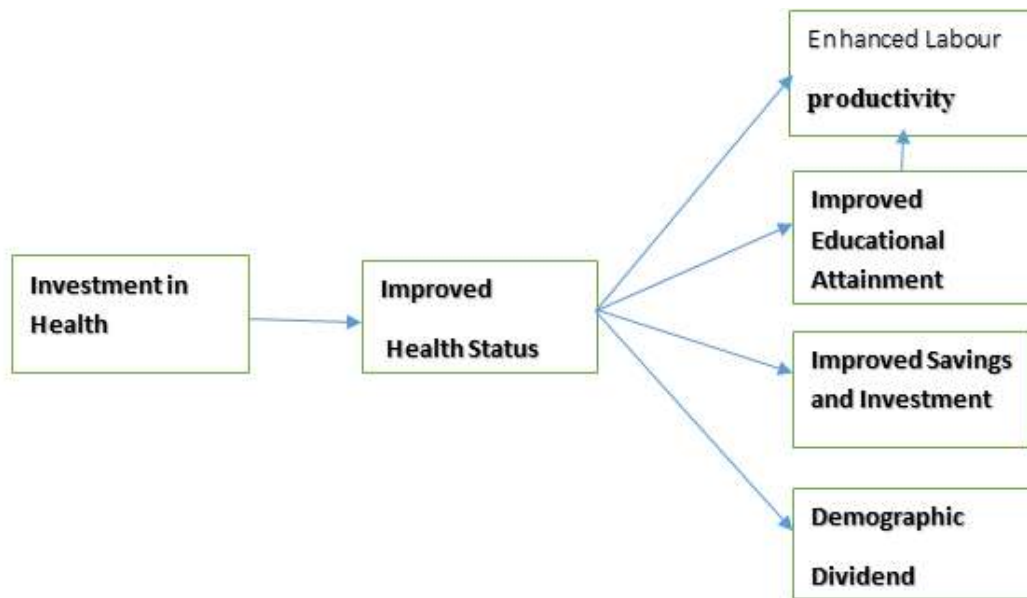 Investment in
Health
Improved
Health Status
Enhanced Labour
productivity
Improved
Educational
Attainment
Improved Savings
and Investment
Demographic
Dividend